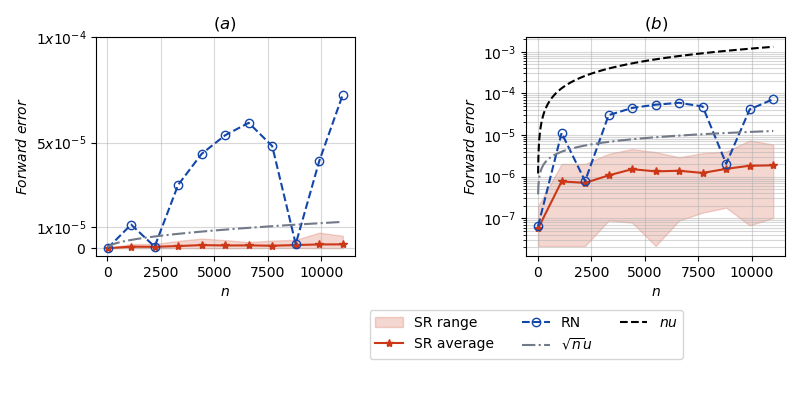 (a)
1x10⁻⁴
5x10⁻⁵
1x10⁻⁵
0
Forward error
0 2500 5000 7500 10000
n
(b)
10⁻³
10⁻⁴
10⁻⁵
10⁻⁶
10⁻⁷
Forward error
0 2500 5000 7500 10000
n
SR range
SR average
RN
√n u
nu